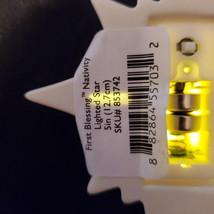 First Blessing™ Nativity
Lighted Star
5in (12.7cm)
SKU# 853742
8 82864 55703 2